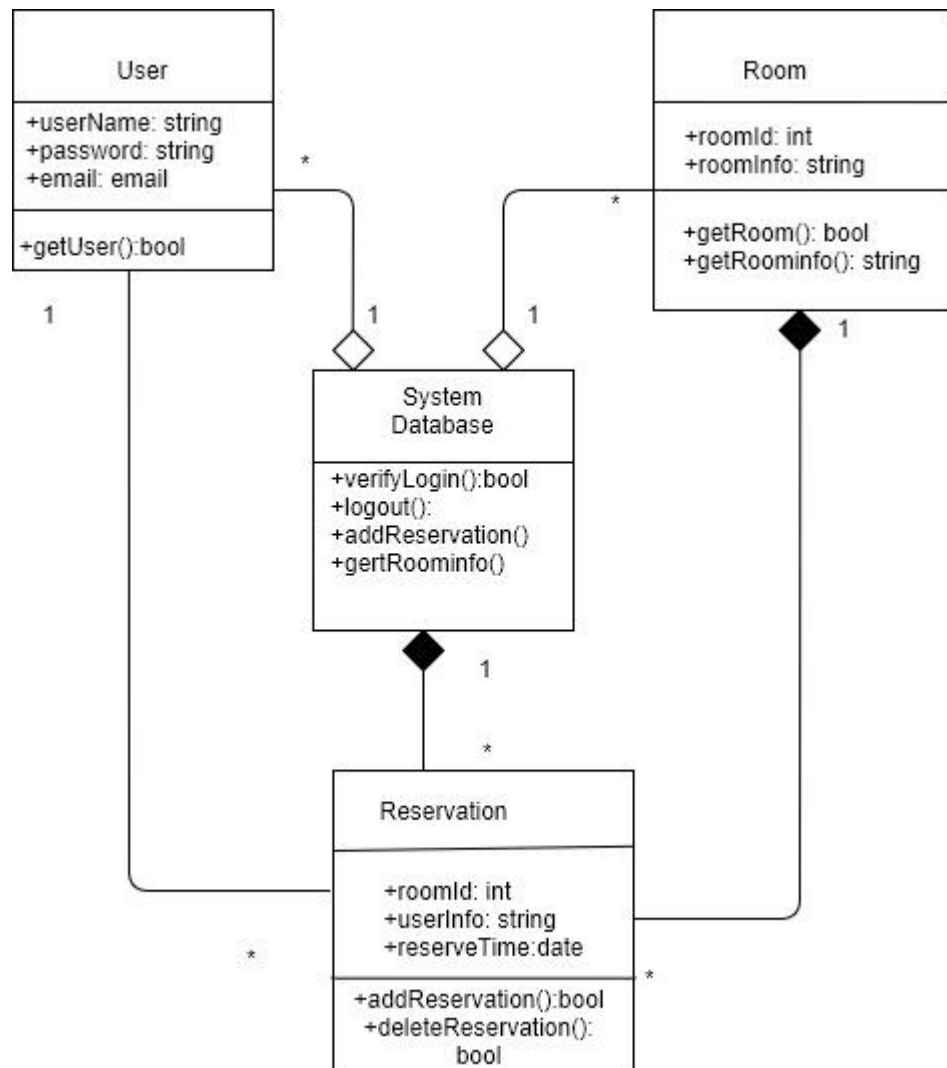 User
+userName: string
+password: string
+email: email
+getUser():bool
Room
+roomId: int
+roomInfo: string
+getRoom(): bool
+getRoominfo(): string
*
*
1
1
1
1
System
Database
+verifyLogin():bool
+logout():
+addReservation()
+gertRoominfo()
1
*
Reservation
+roomId: int
+userInfo: string
+reserveTime:date
*
*
+addReservation():bool
+deleteReservation():
bool